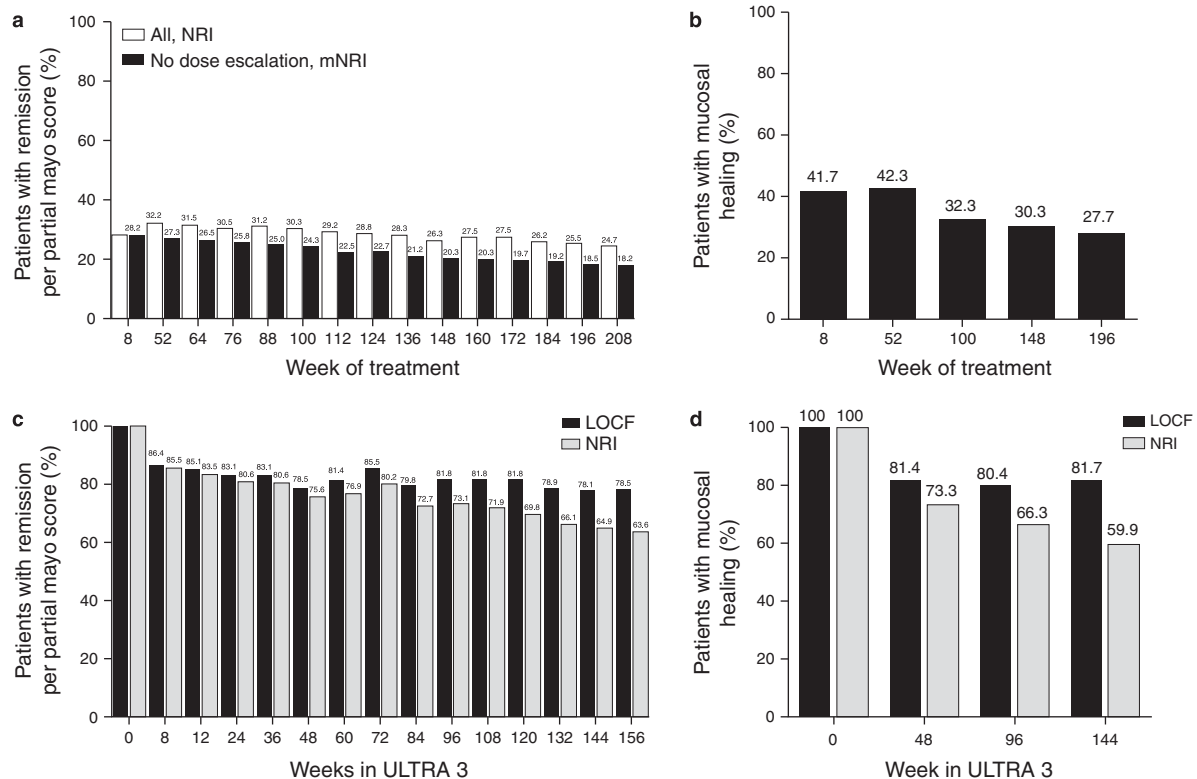 a
100
80
60
40
20
0
Patients with remission
per partial mayo score (%)
All, NRI
No dose escalation, mNRI
28.2 32.2 27.3 31.5 26.5 30.5 25.8 31.2 25.0 30.3 24.3 29.2 22.5 28.8 22.7 28.3 21.2 26.3 20.3 27.5 20.3 27.5 19.7 26.2 19.2 25.5 18.5 24.7 18.2
8 52 64 76 88 100 112 124 136 148 160 172 184 196 208
Week of treatment
b
100
80
60
40
20
0
Patients with mucosal
healing (%)
41.7 42.3 32.3 30.3 27.7
8 52 100 148 196
Week of treatment
c
100
80
60
40
20
0
Patients with remission
per partial mayo score (%)
LOCF
NRI
86.4 85.5 85.1 83.5 83.1 80.6 83.1 80.6 78.5 75.6 81.4 76.9 85.5 80.2 79.8 72.7 81.8 73.1 81.8 71.9 81.8 69.8 78.9 66.1 78.1 64.9 78.5 63.6
0 8 12 24 36 48 60 72 84 96 108 120 132 144 156
Weeks in ULTRA 3
d
100
80
60
40
20
0
Patients with mucosal
healing (%)
LOCF
NRI
100 100 81.4 73.3 80.4 66.3 81.7 59.9
0 48 96 144
Week in ULTRA 3